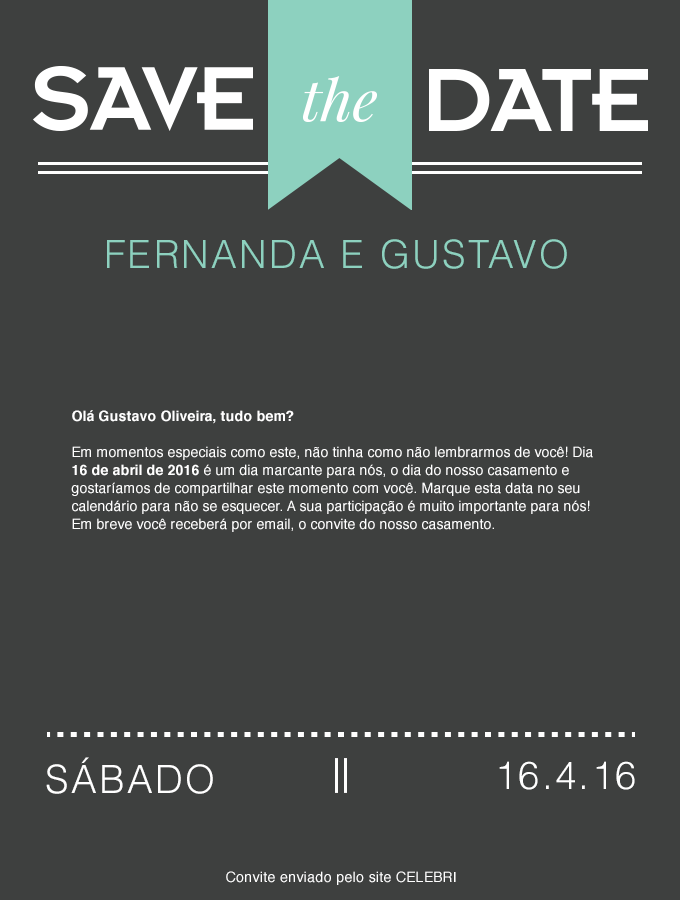 SAVE the DATE
FERNANDA E GUSTAVO
Olá Gustavo Oliveira, tudo bem?
Em momentos especiais como este, não tinha como não lembrarmos de você! Dia
16 de abril de 2016 é um dia marcante para nós, o dia do nosso casamento e
gostaríamos de compartilhar este momento com você. Marque esta data no seu
calendário para não se esquecer. A sua participação é muito importante para nós!
Em breve você receberá por email, o convite do nosso casamento.
SÁBADO || 16.4.16
Convite enviado pelo site CELEBRI